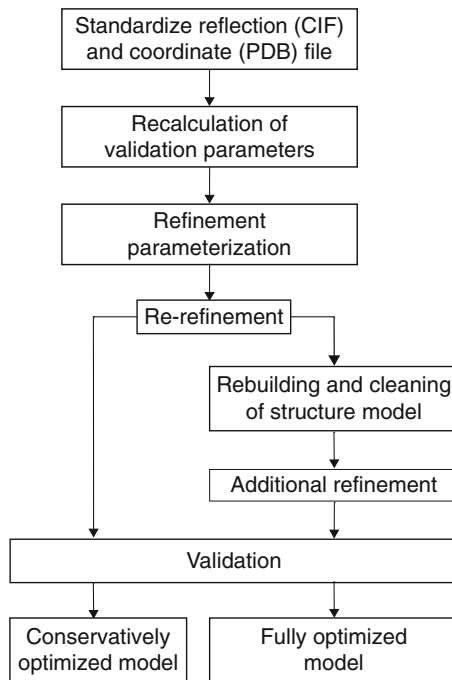 Standardize reflection (CIF)
and coordinate (PDB) file
Recalculation of
validation parameters
Refinement
parameterization
Re-refinement
Rebuilding and cleaning
of structure model
Additional refinement
Validation
Conservatively
optimized model
Fully optimized
model